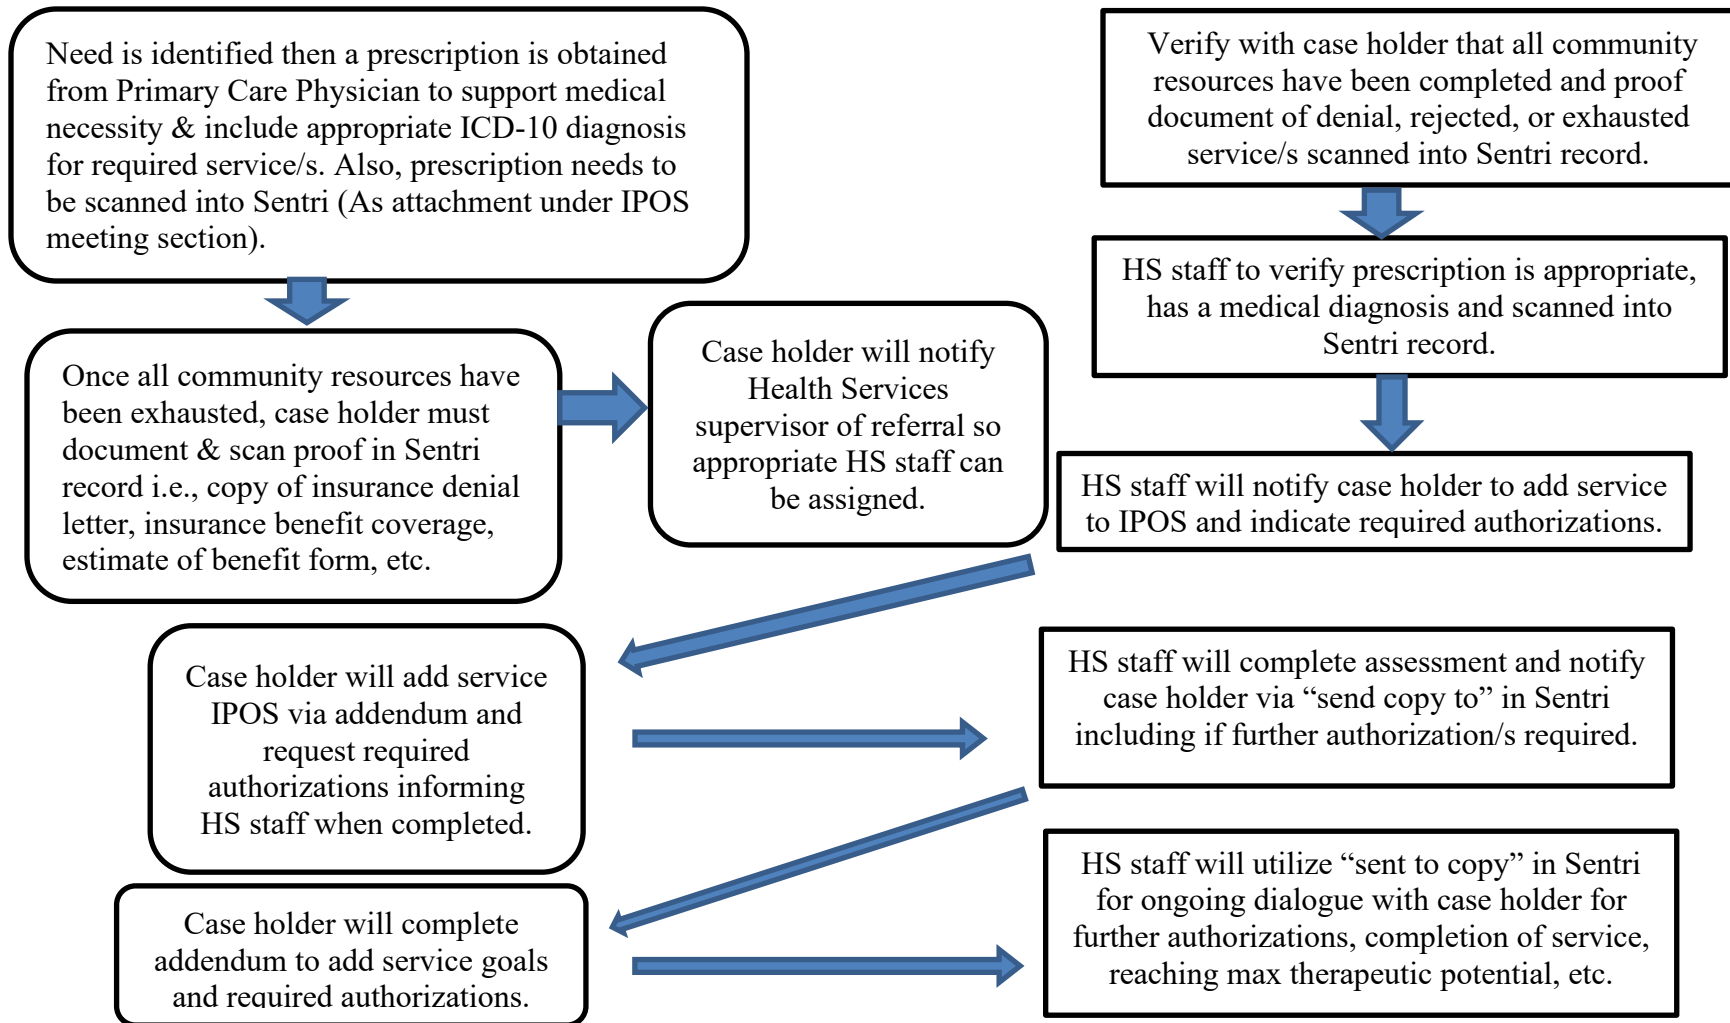 Need is identified then a prescription is obtained
from Primary Care Physician to support medical
necessity & include appropriate ICD-10 diagnosis
for required service/s. Also, prescription needs to
be scanned into Sentri (As attachment under IPOS
meeting section).
Once all community resources have
been exhausted, case holder must
document & scan proof in Sentri
record i.e., copy of insurance denial
letter, insurance benefit coverage,
estimate of benefit form, etc.
Case holder will notify
Health Services
supervisor of referral so
appropriate HS staff can
be assigned.
Verify with case holder that all community
resources have been completed and proof
document of denial, rejected, or exhausted
service/s scanned into Sentri record.
HS staff to verify prescription is appropriate,
has a medical diagnosis and scanned into
Sentri record.
HS staff will notify case holder to add service
to IPOS and indicate required authorizations.
Case holder will add service
IPOS via addendum and
request required
authorizations informing
HS staff when completed.
HS staff will complete assessment and notify
case holder via “send copy to” in Sentri
including if further authorization/s required.
Case holder will complete
addendum to add service goals
and required authorizations.
HS staff will utilize “sent to copy” in Sentri
for ongoing dialogue with case holder for
further authorizations, completion of service,
reaching max therapeutic potential, etc.